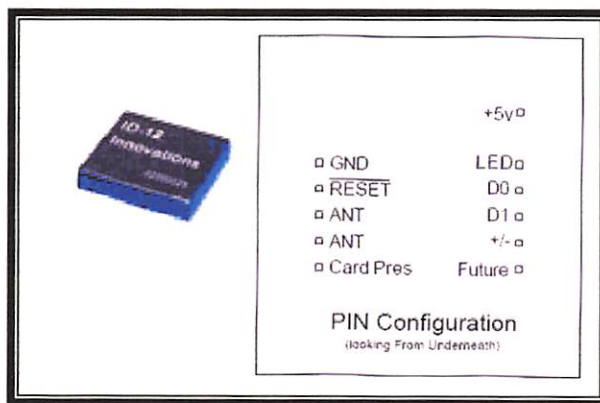 ID-12
Innovations
+5v
GND LED
RESET D0
ANT D1
ANT +/-
Card Pres Future
PIN Configuration
(looking From Underneath)